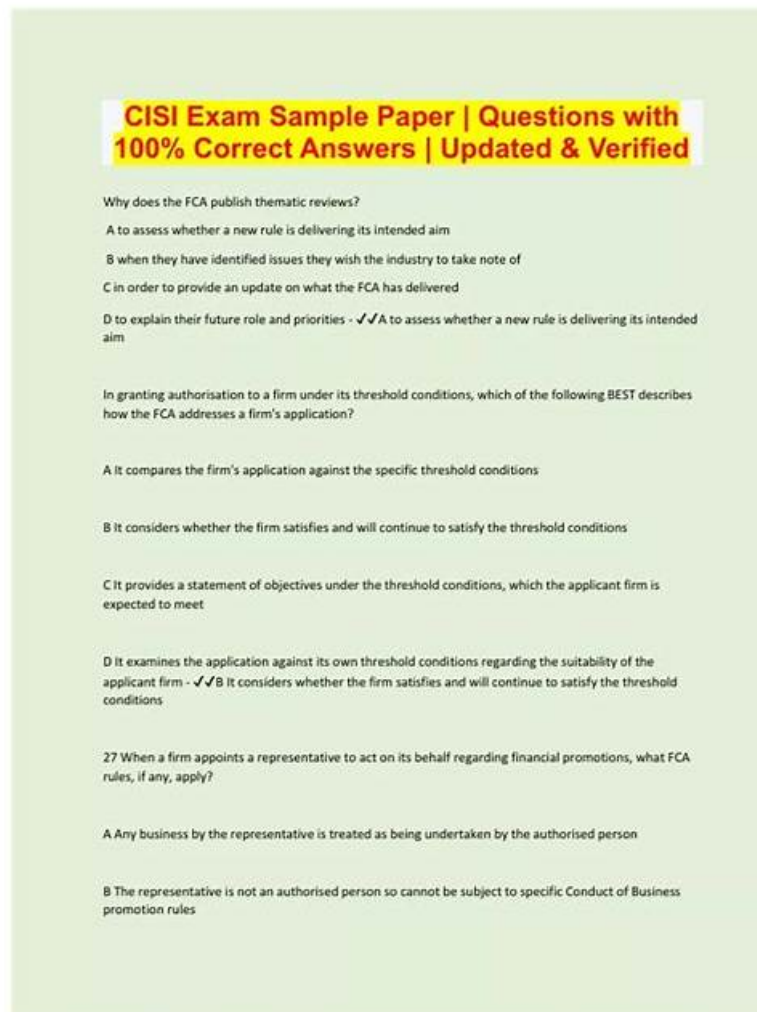 CISI Exam Sample Paper | Questions with
100% Correct Answers | Updated & Verified
Why does the FCA publish thematic reviews?
A to assess whether a new rule is delivering its intended aim
B when they have identified issues they wish the industry to take note of
C in order to provide an update on what the FCA has delivered
D to explain their future role and priorities - ✓✓A to assess whether a new rule is delivering its intended
aim
In granting authorisation to a firm under its threshold conditions, which of the following BEST describes
how the FCA addresses a firm's application?
A It compares the firm's application against the specific threshold conditions
B It considers whether the firm satisfies and will continue to satisfy the threshold conditions
C It provides a statement of objectives under the threshold conditions, which the applicant firm is
expected to meet
D It examines the application against its own threshold conditions regarding the suitability of the
applicant firm - ✓✓B It considers whether the firm satisfies and will continue to satisfy the threshold
conditions
27 When a firm appoints a representative to act on its behalf regarding financial promotions, what FCA
rules, if any, apply?
A Any business by the representative is treated as being undertaken by the authorised person
B The representative is not an authorised person so cannot be subject to specific Conduct of Business
promotion rules